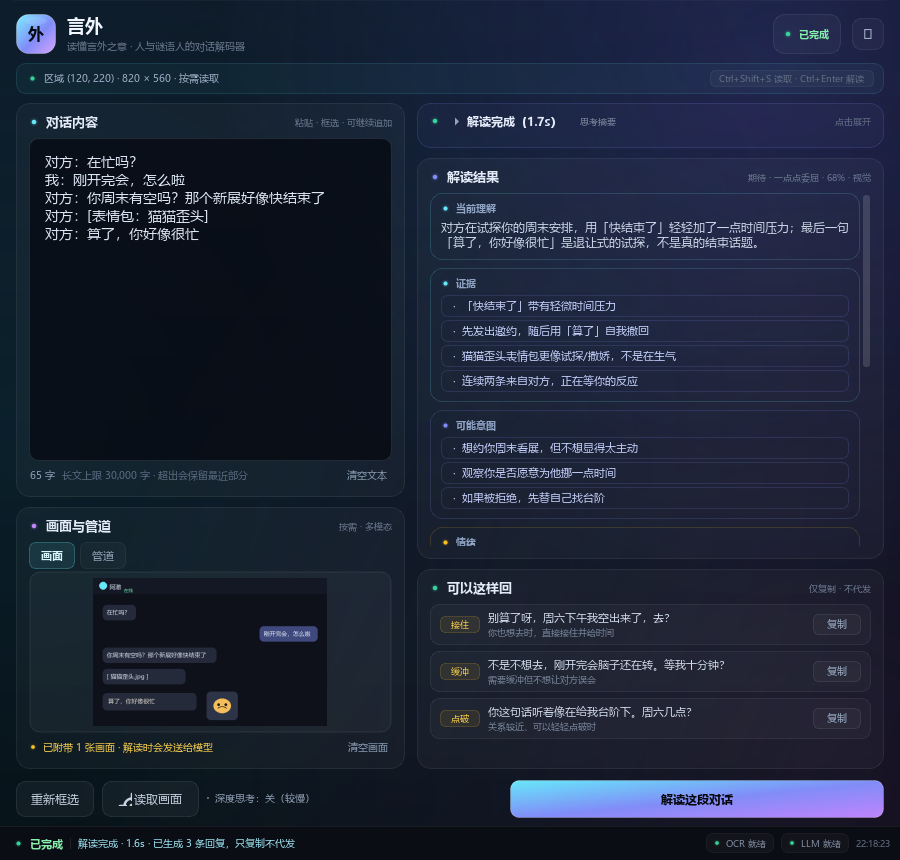 外
言外
读懂言外之意 · 人与谜语人的对话解码器
已完成
区域 (120, 220) · 820 × 560 · 按需读取
Ctrl+Shift+S 读取 · Ctrl+Enter 解读
对话内容
粘贴 · 框选 · 可继续追加
对方：在忙吗？
我：刚开完会，怎么啦
对方：你周末有空吗？那个新展好像快结束了
对方：[表情包：猫猫歪头]
对方：算了，你好像很忙
65 字 长文上限 30,000 字 · 超出会保留最近部分
清空文本
画面与管道
按需 · 多模态
画面
管道
阿澈
在线
在忙吗？
刚开完会，怎么啦
你周末有空吗？那个新展好像快结束了
[ 猫猫歪头.jpg ]
算了，你好像很忙
已附带 1 张画面 · 解读时会发送给模型
清空画面
解读完成（1.7s）
思考摘要
点击展开
解读结果
期待 · 一点点委屈 · 68% · 视觉
当前理解
对方在试探你的周末安排，用「快结束了」轻轻加了一点时间压力；最后一句
「算了，你好像很忙」是退让式的试探，不是真的结束话题。
证据
· 「快结束了」带有轻微时间压力
· 先发出邀约，随后用「算了」自我撤回
· 猫猫歪头表情包更像试探/撒娇，不是在生气
· 连续两条来自对方，正在等你的反应
可能意图
· 想约你周末看展，但不想显得太主动
· 观察你是否愿意为他挪一点时间
· 如果被拒绝，先替自己找台阶
情绪
可以这样回
仅复制 · 不代发
接住
别算了呀，周六下午我空出来了，去？
你也想去时，直接接住并给时间
复制
缓冲
不是不想去，刚开完会脑子还在转。等我十分钟？
需要缓冲但不想让对方误会
复制
点破
你这句话听着像在给我台阶下。周六几点？
关系较近、可以轻轻点破时
复制
重新框选
读取画面
· 深度思考：关（较慢）
解读这段对话
已完成
解读完成 · 1.6s · 已生成 3 条回复，只复制不代发
OCR 就绪
LLM 就绪
22:18:23